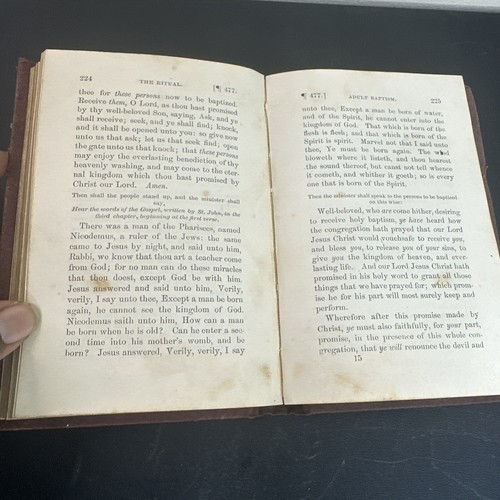 224
THE RITUAL.
[¶ 477.
thee for these persons now to be baptized.
Receive them, O Lord, as thou hast promised
by thy well-beloved Son, saying, Ask, and ye
shall receive; seek, and ye shall find; knock,
and it shall be opened unto you: so give now
unto us that ask; let us that seek find; open
the gate unto us that knock; that these persons
may enjoy the everlasting benediction of thy
heavenly washing, and may come to the eter-
nal kingdom which thou hast promised by
Christ our Lord. Amen.
Then shall the people stand up, and the minister shall
say,
Hear the words of the Gospel, written by St. John, in the
third chapter, beginning at the first verse.
There was a man of the Pharisees, named
Nicodemus, a ruler of the Jews: the same
came to Jesus by night, and said unto him,
Rabbi, we know that thou art a teacher come
from God; for no man can do these miracles
that thou doest, except God be with him.
Jesus answered and said unto him, Verily,
verily, I say unto thee, Except a man be born
again, he cannot see the kingdom of God.
Nicodemus saith unto him, How can a man
be born when he is old? Can he enter a sec-
ond time into his mother's womb, and be
born? Jesus answered, Verily, verily, I say
¶ 477.]
ADULT BAPTISM.
225
unto thee, Except a man be born of water,
and of the Spirit, he cannot enter into the
kingdom of God. That which is born of the
flesh is flesh; and that which is born of the
Spirit is spirit. Marvel not that I said unto
thee, Ye must be born again. The wind
bloweth where it listeth, and thou hearest
the sound thereof, but canst not tell whence
it cometh, and whither it goeth; so is every
one that is born of the Spirit.
Then the minister shall speak to the persons to be baptized
on this wise:
Well-beloved, who are come hither, desiring
to receive holy baptism, ye have heard how
the congregation hath prayed that our Lord
Jesus Christ would vouchsafe to receive you,
and bless you, to release you of your sins, to
give you the kingdom of heaven, and ever-
lasting life. And our Lord Jesus Christ hath
promised in his holy word to grant all those
things that we have prayed for; which prom-
ise he for his part will most surely keep and
perform.
Wherefore after this promise made by
Christ, ye must also faithfully, for your part,
promise, in the presence of this whole con-
gregation, that ye will renounce the devil and
15